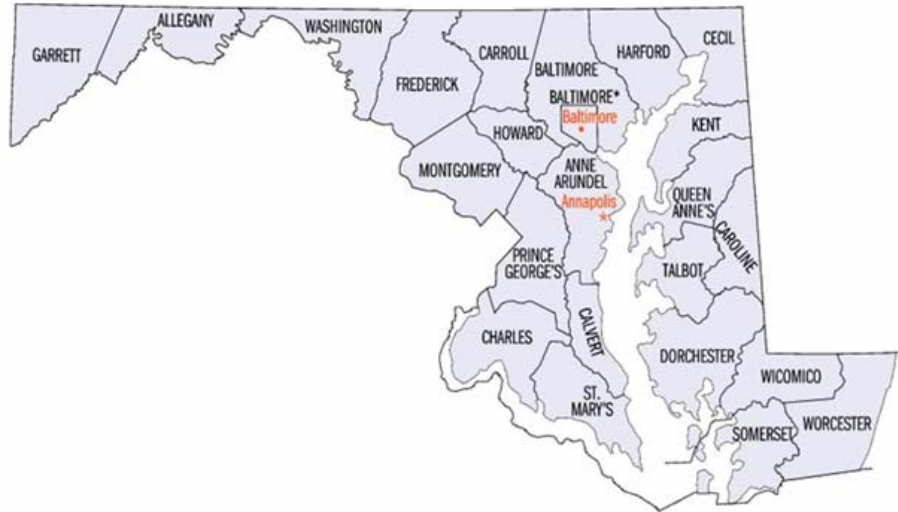 GARRETT
ALLEGANY
WASHINGTON
FREDERICK
CARROLL
BALTIMORE
HARFORD
CECIL
BALTIMORE*
Baltimore
KENT
HOWARD
MONTGOMERY
ANNE
ARUNDEL
Annapolis
QUEEN
ANNE'S
CAROLINE
PRINCE
GEORGE'S
TALBOT
CHARLES
CALVERT
DORCHESTER
ST.
MARY'S
WICOMICO
SOMERSET
WORCESTER